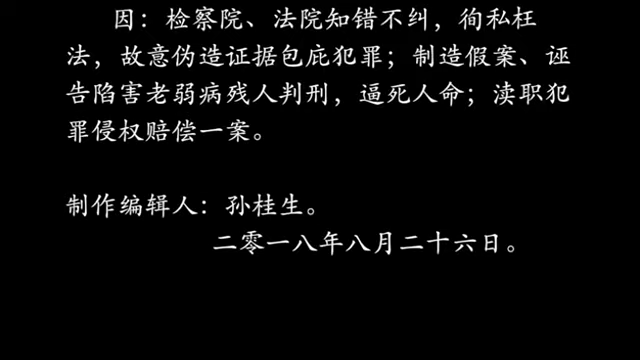 因：检察院、法院知错不纠，徇私枉
法，故意伪造证据包庇犯罪；制造假案、诬
告陷害老弱病残人判刑，逼死人命；渎职犯
罪侵权赔偿一案。
制作编辑人：孙桂生。
二零一八年八月二十六日。